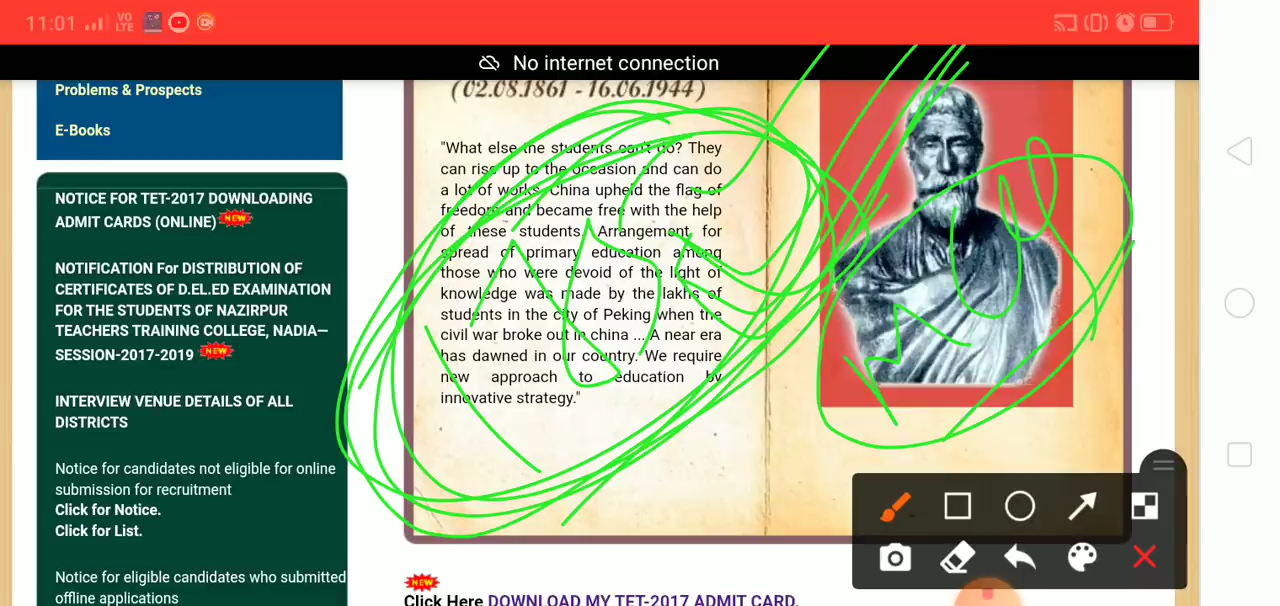 11:01 VO LTE
No internet connection
Problems & Prospects
E-Books
NOTICE FOR TET-2017 DOWNLOADING
ADMIT CARDS (ONLINE) NEW
NOTIFICATION For DISTRIBUTION OF
CERTIFICATES OF D.EL.ED EXAMINATION
FOR THE STUDENTS OF NAZIRPUR
TEACHERS TRAINING COLLEGE, NADIA—
SESSION-2017-2019 NEW
INTERVIEW VENUE DETAILS OF ALL
DISTRICTS
Notice for candidates not eligible for online
submission for recruitment
Click for Notice.
Click for List.
Notice for eligible candidates who submitted
offline applications
(02.08.1861 - 16.06.1944)
"What else the students can't do? They
can rise up to the occasion and can do
a lot of works. China upheld the flag of
freedom and became free with the help
of these students. Arrangement for
spread of primary education among
those who were devoid of the light of
knowledge was made by the lakhs of
students in the city of Peking when the
civil war broke out in china ... A near era
has dawned in our country. We require
new approach to education by
innovative strategy."
NEW
Click Here DOWNLOAD MY TET-2017 ADMIT CARD.